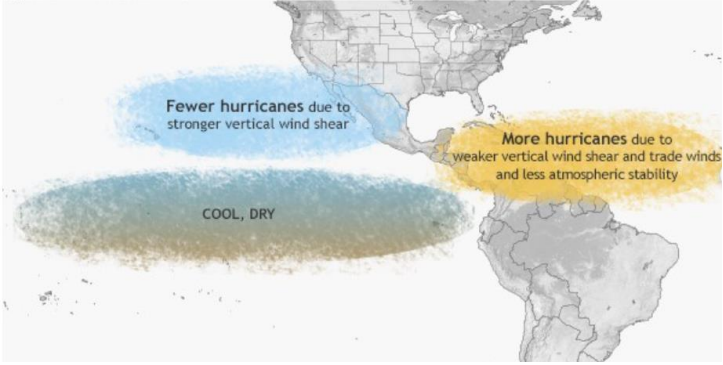 Fewer hurricanes due to
stronger vertical wind shear
More hurricanes due to
weaker vertical wind shear and trade winds
and less atmospheric stability
COOL, DRY